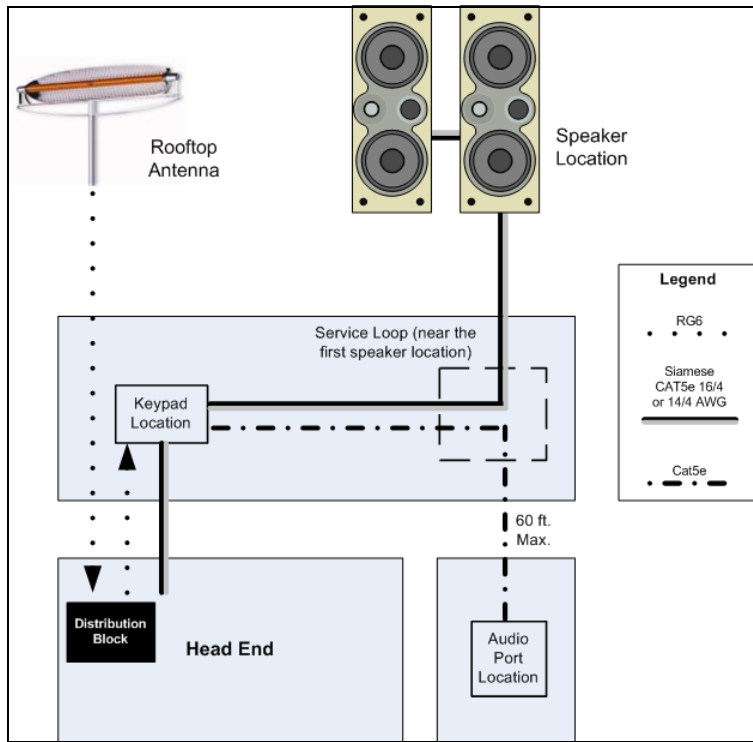 Rooftop
Antenna
Speaker
Location
Legend
RG6
Siamese
CAT5e 16/4
or 14/4 AWG
Cat5e
Service Loop (near the
first speaker location)
Keypad
Location
60 ft.
Max.
Distribution
Block
Head End
Audio
Port
Location